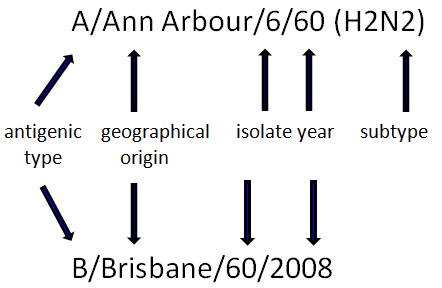 A/Ann Arbour/6/60 (H2N2)
antigenic type
geographical origin
isolate year
subtype
B/Brisbane/60/2008